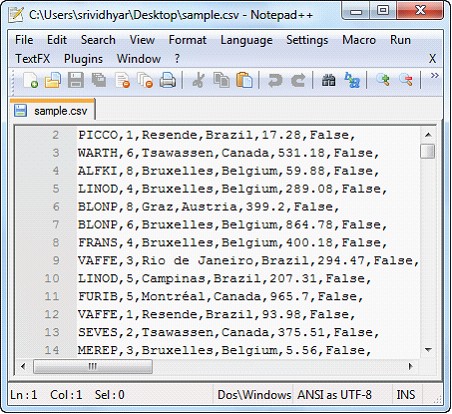 C:\Users\srividhyar\Desktop\sample.csv - Notepad++
File Edit Search View Format Language Settings Macro Run
TextFX Plugins Window ? X
sample.csv
2 PICCO,1,Resende,Brazil,17.28,False,
3 WARTH,6,Tsawassen,Canada,531.18,False,
4 ALFKI,8,Bruxelles,Belgium,59.88,False,
5 LINOD,4,Bruxelles,Belgium,289.08,False,
6 BLONP,8,Graz,Austria,399.2,False,
7 BLONP,6,Bruxelles,Belgium,864.78,False,
8 FRANS,4,Bruxelles,Belgium,400.18,False,
9 VAFFE,3,Rio de Janeiro,Brazil,294.47,False,
10 LINOD,5,Campinas,Brazil,207.31,False,
11 FURIB,5,Montréal,Canada,965.7,False,
12 VAFFE,1,Resende,Brazil,93.98,False,
13 SEVES,2,Tsawassen,Canada,375.51,False,
14 MEREP,3,Bruxelles,Belgium,5.56,False,
Ln:1 Col:1 Sel:0 Dos\Windows ANSI as UTF-8 INS